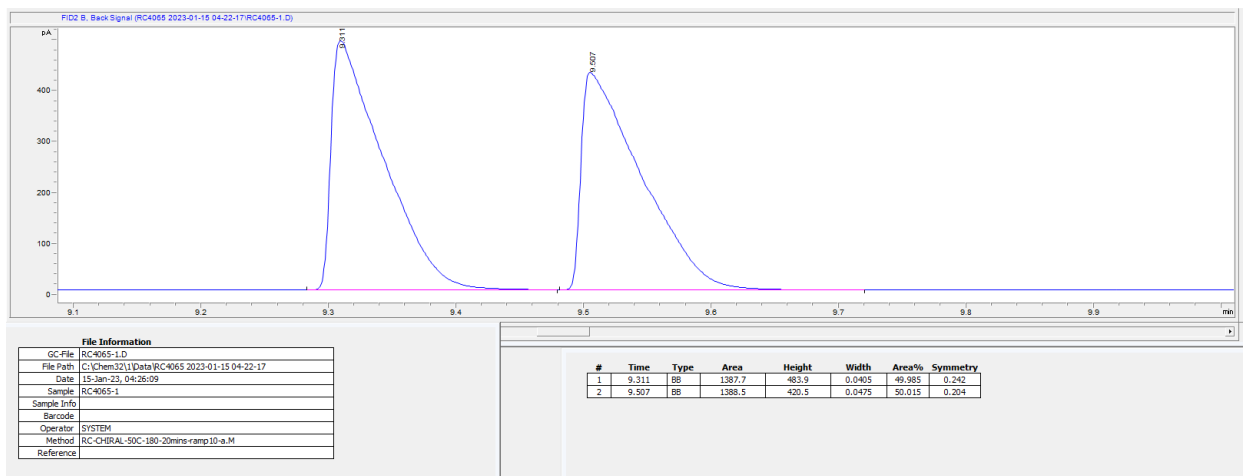 FID2 B, Back Signal (RC4065 2023-01-15 04-22-17\RC4065-1.D)
pA
9.311
9.507
400
300
200
100
0
9.1 9.2 9.3 9.4 9.5 9.6 9.7 9.8 9.9 min
File Information
GC-File RC4065-1.D
File Path C:\Chem32\1\Data\RC4065 2023-01-15 04-22-17
Date 15-Jan-23, 04:26:09
Sample RC4065-1
Sample Info
Barcode
Operator SYSTEM
Method RC-CHIRAL-50C-180-20mins-ramp10-a.M
Reference
# Time Type Area Height Width Area% Symmetry
1 9.311 BB 1387.7 483.9 0.0405 49.985 0.242
2 9.507 BB 1388.5 420.5 0.0475 50.015 0.204